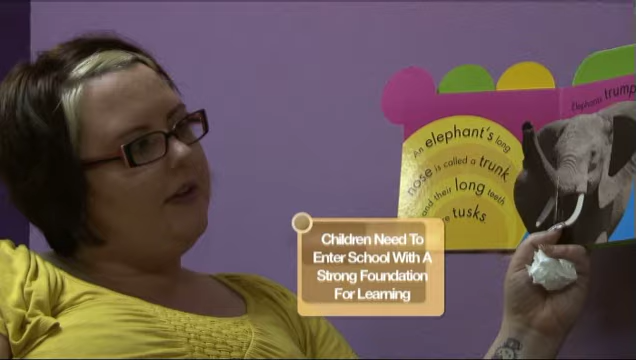 An elephant's long
nose is called a trunk
and their long teeth
tusks.
Elephants trump
Children Need To
Enter School With A
Strong Foundation
For Learning